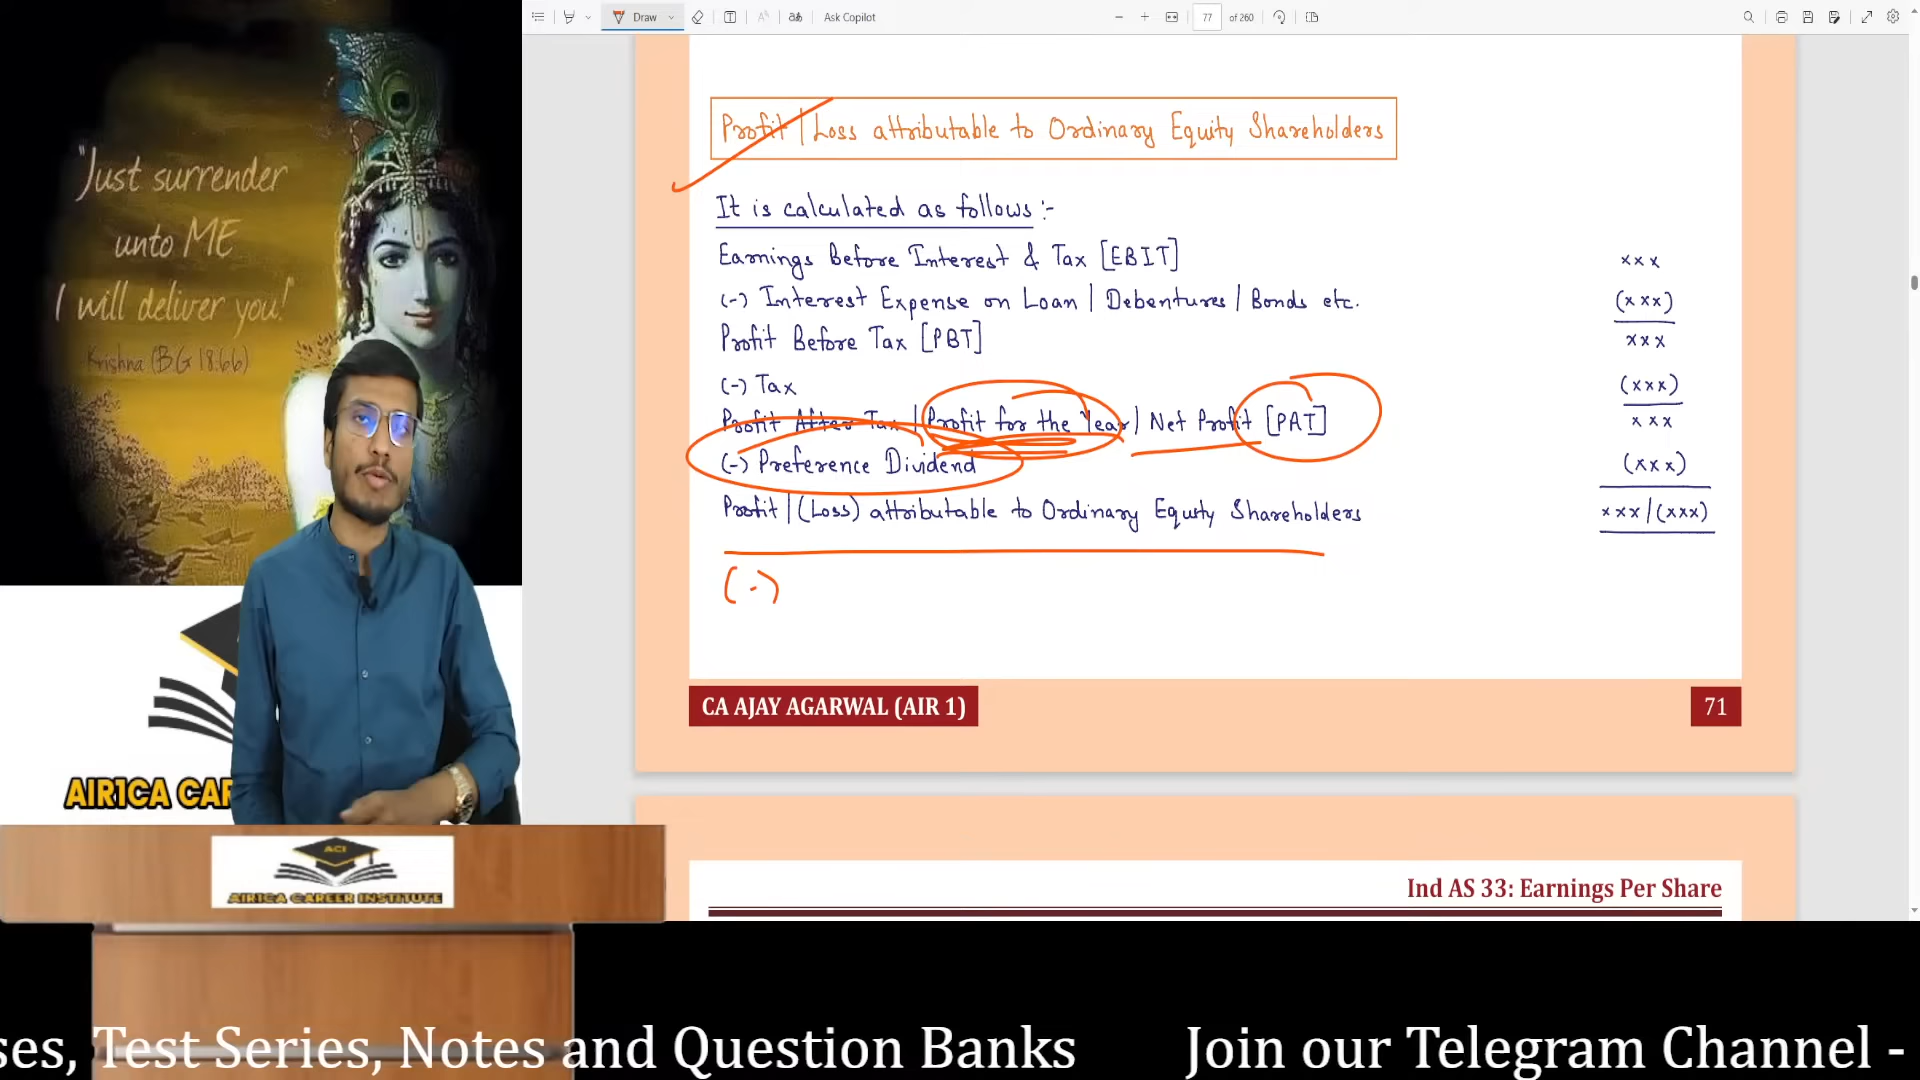 "Just surrender
unto ME
I will deliver you!"
Krishna (B.G 18:66)
Draw
Ask Copilot
77
of 260
Profit | Loss attributable to Ordinary Equity Shareholders
It is calculated as follows :-
Earnings Before Interest & Tax [EBIT] xxx
(-) Interest Expense on Loan | Debentures | Bonds etc. (xxx)
Profit Before Tax [PBT] xxx
(-) Tax (xxx)
Profit After Tax | Profit for the Year | Net Profit [PAT] xxx
(-) Preference Dividend (xxx)
Profit | (Loss) attributable to Ordinary Equity Shareholders xxx/(xxx)
(-)
CA AJAY AGARWAL (AIR 1)
71
Ind AS 33: Earnings Per Share
AIR1CA CAR
ACI
AIR1CA CAREER INSTITUTE
ses, Test Series, Notes and Question Banks
Join our Telegram Channel -